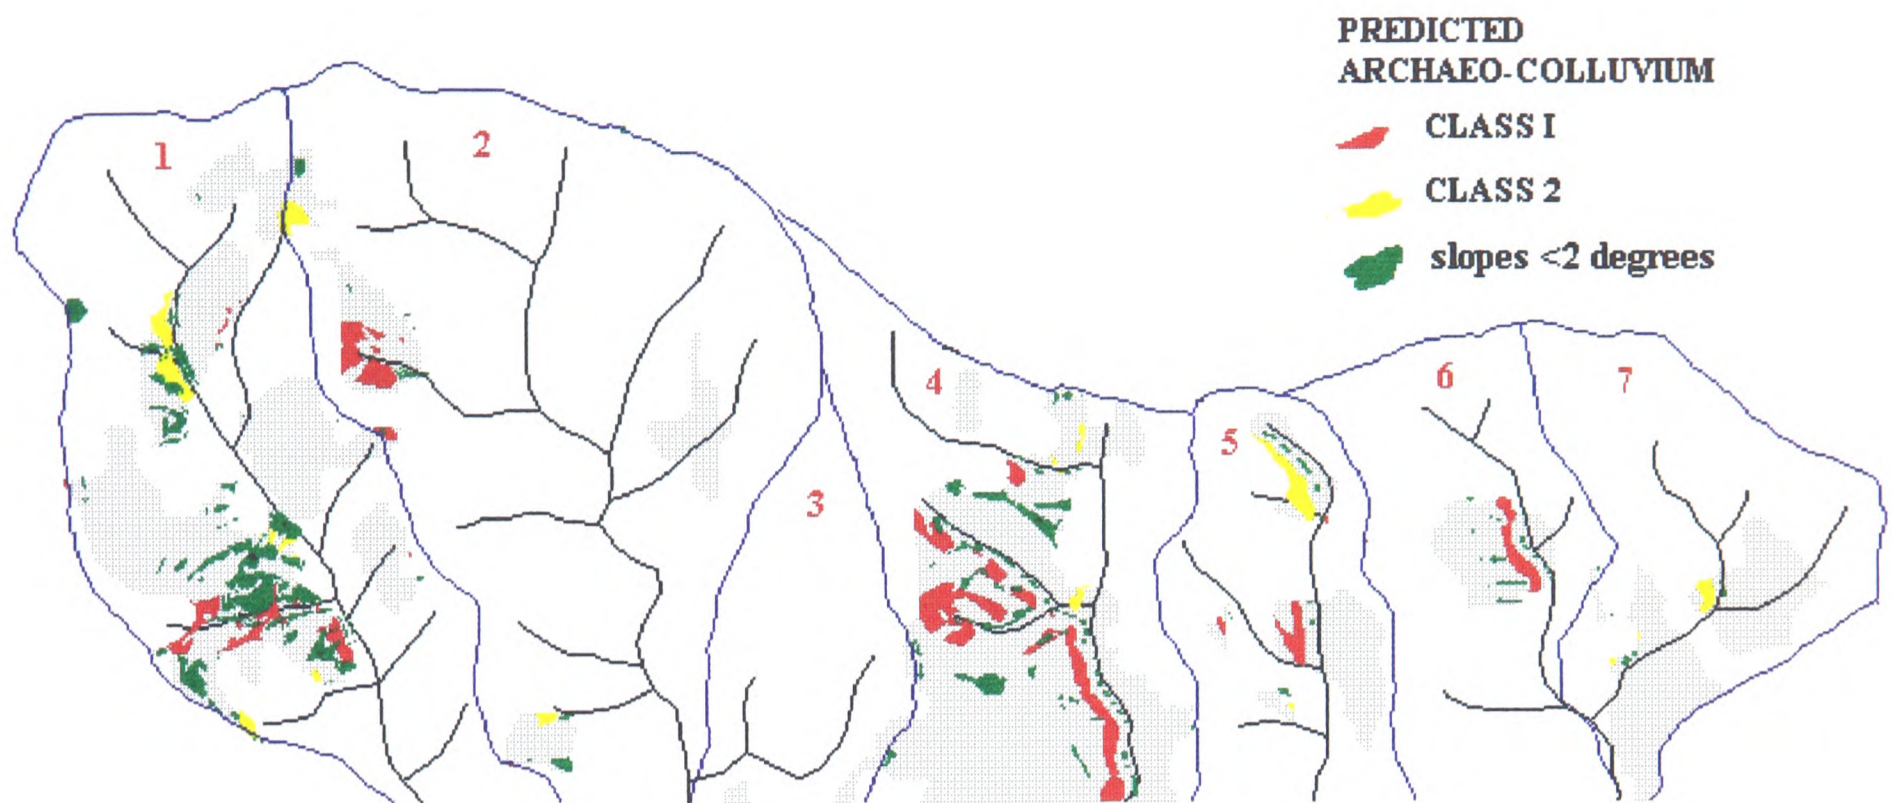 PREDICTED
ARCHAEO-COLLUVIUM
CLASS I
CLASS 2
slopes <2 degrees
1
2
3
4
5
6
7